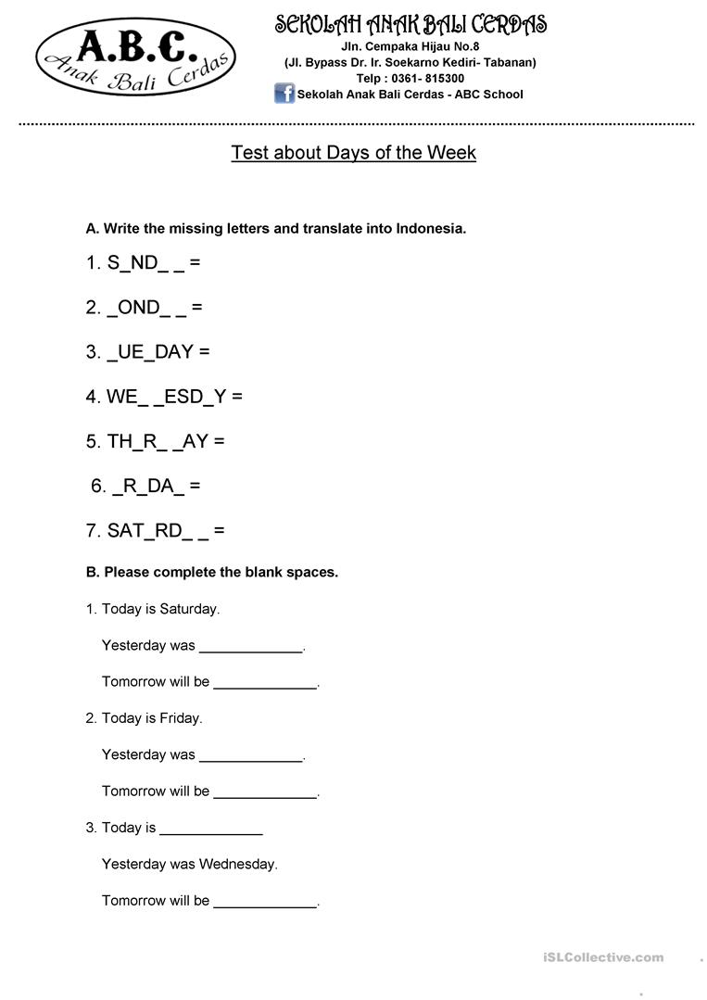 A.B.C.
Anak Bali Cerdas
SEKOLAH ANAK BALI CERDAS
Jln. Cempaka Hijau No.8
(Jl. Bypass Dr. Ir. Soekarno Kediri- Tabanan)
Telp : 0361- 815300
f Sekolah Anak Bali Cerdas - ABC School
Test about Days of the Week
A. Write the missing letters and translate into Indonesia.
1. S_ND_ _ =
2. _OND_ _ =
3. _UE_DAY =
4. WE_ _ESD_Y =
5. TH_R_ _AY =
6. _R_DA_ =
7. SAT_RD_ _ =
B. Please complete the blank spaces.
1. Today is Saturday.
Yesterday was _____________.
Tomorrow will be _____________.
2. Today is Friday.
Yesterday was _____________.
Tomorrow will be _____________.
3. Today is _____________
Yesterday was Wednesday.
Tomorrow will be _____________.
iSLCollective.com